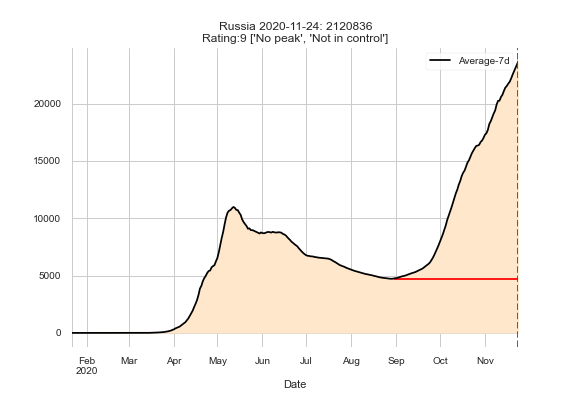 Russia 2020-11-24: 2120836
Rating:9 ['No peak', 'Not in control']
Average-7d
20000
15000
10000
5000
0
Feb Mar Apr May Jun Jul Aug Sep Oct Nov
2020
Date